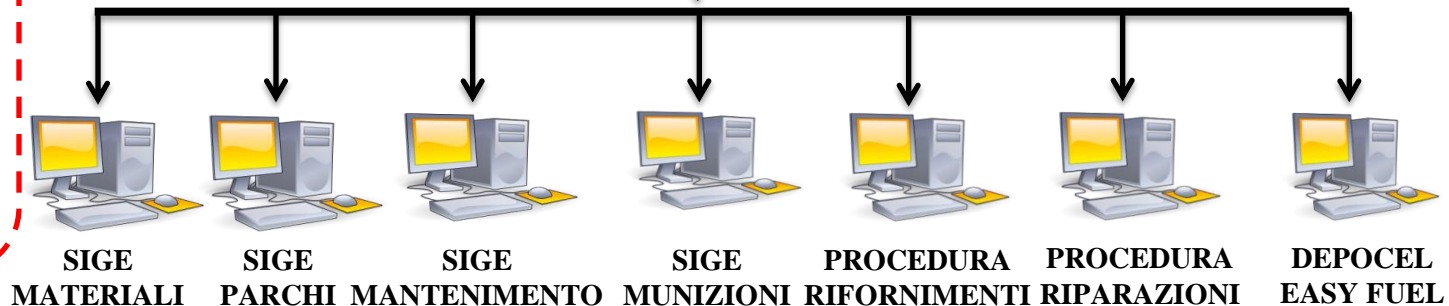 SIGE
MATERIALI
SIGE
PARCHI
SIGE
MANTENIMENTO
SIGE
MUNIZIONI
PROCEDURA
RIFORNIMENTI
PROCEDURA
RIPARAZIONI
DEPOCEL
EASY FUEL